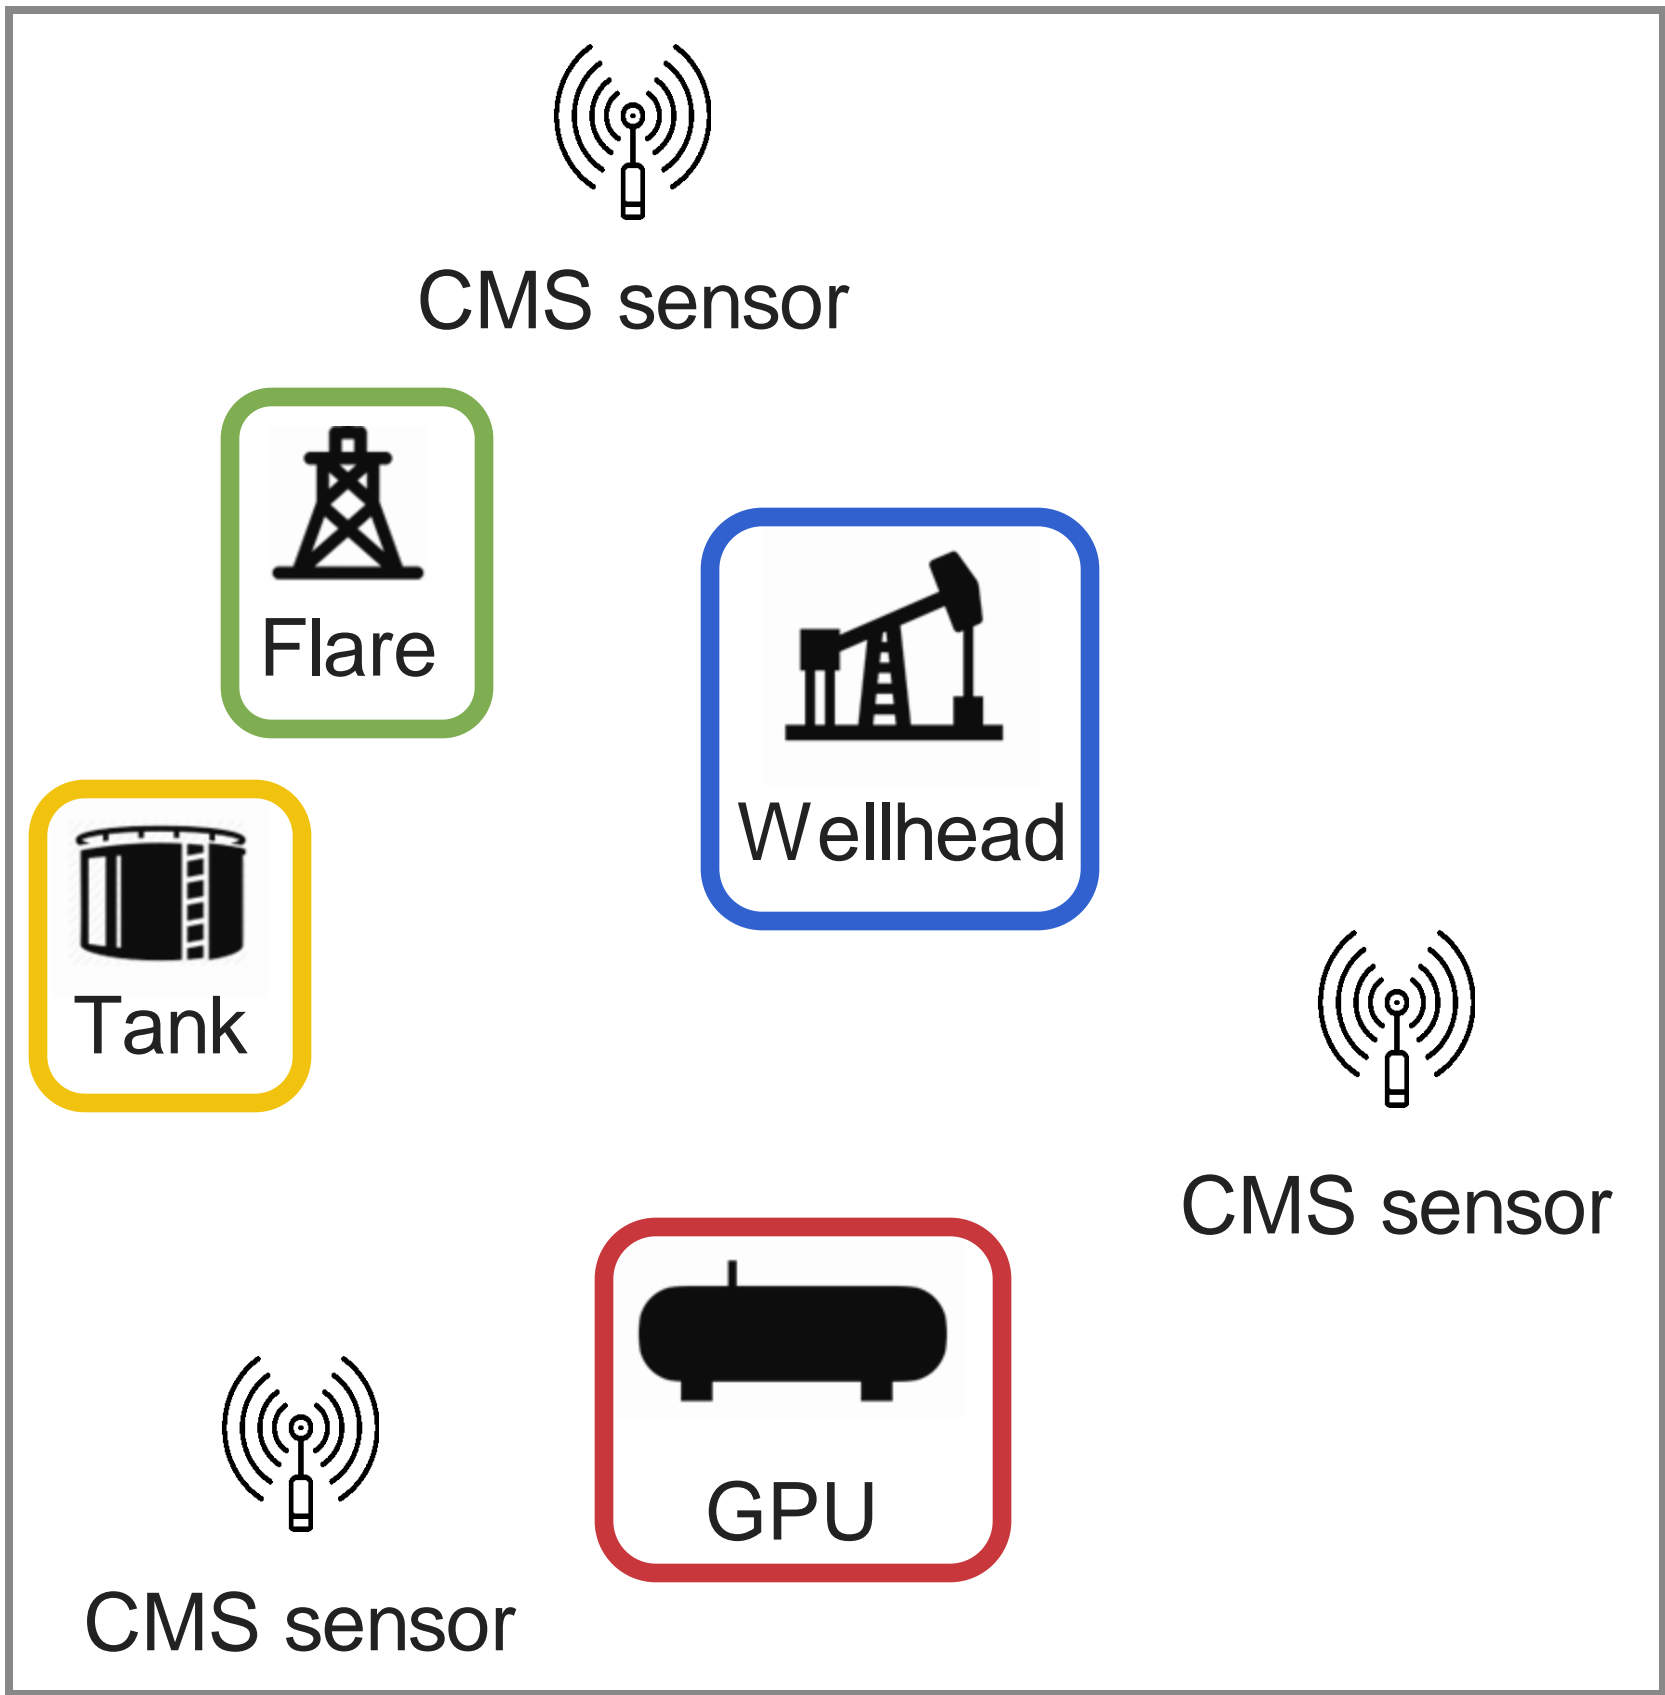 CMS sensor
Flare
Wellhead
Tank
CMS sensor
GPU
CMS sensor